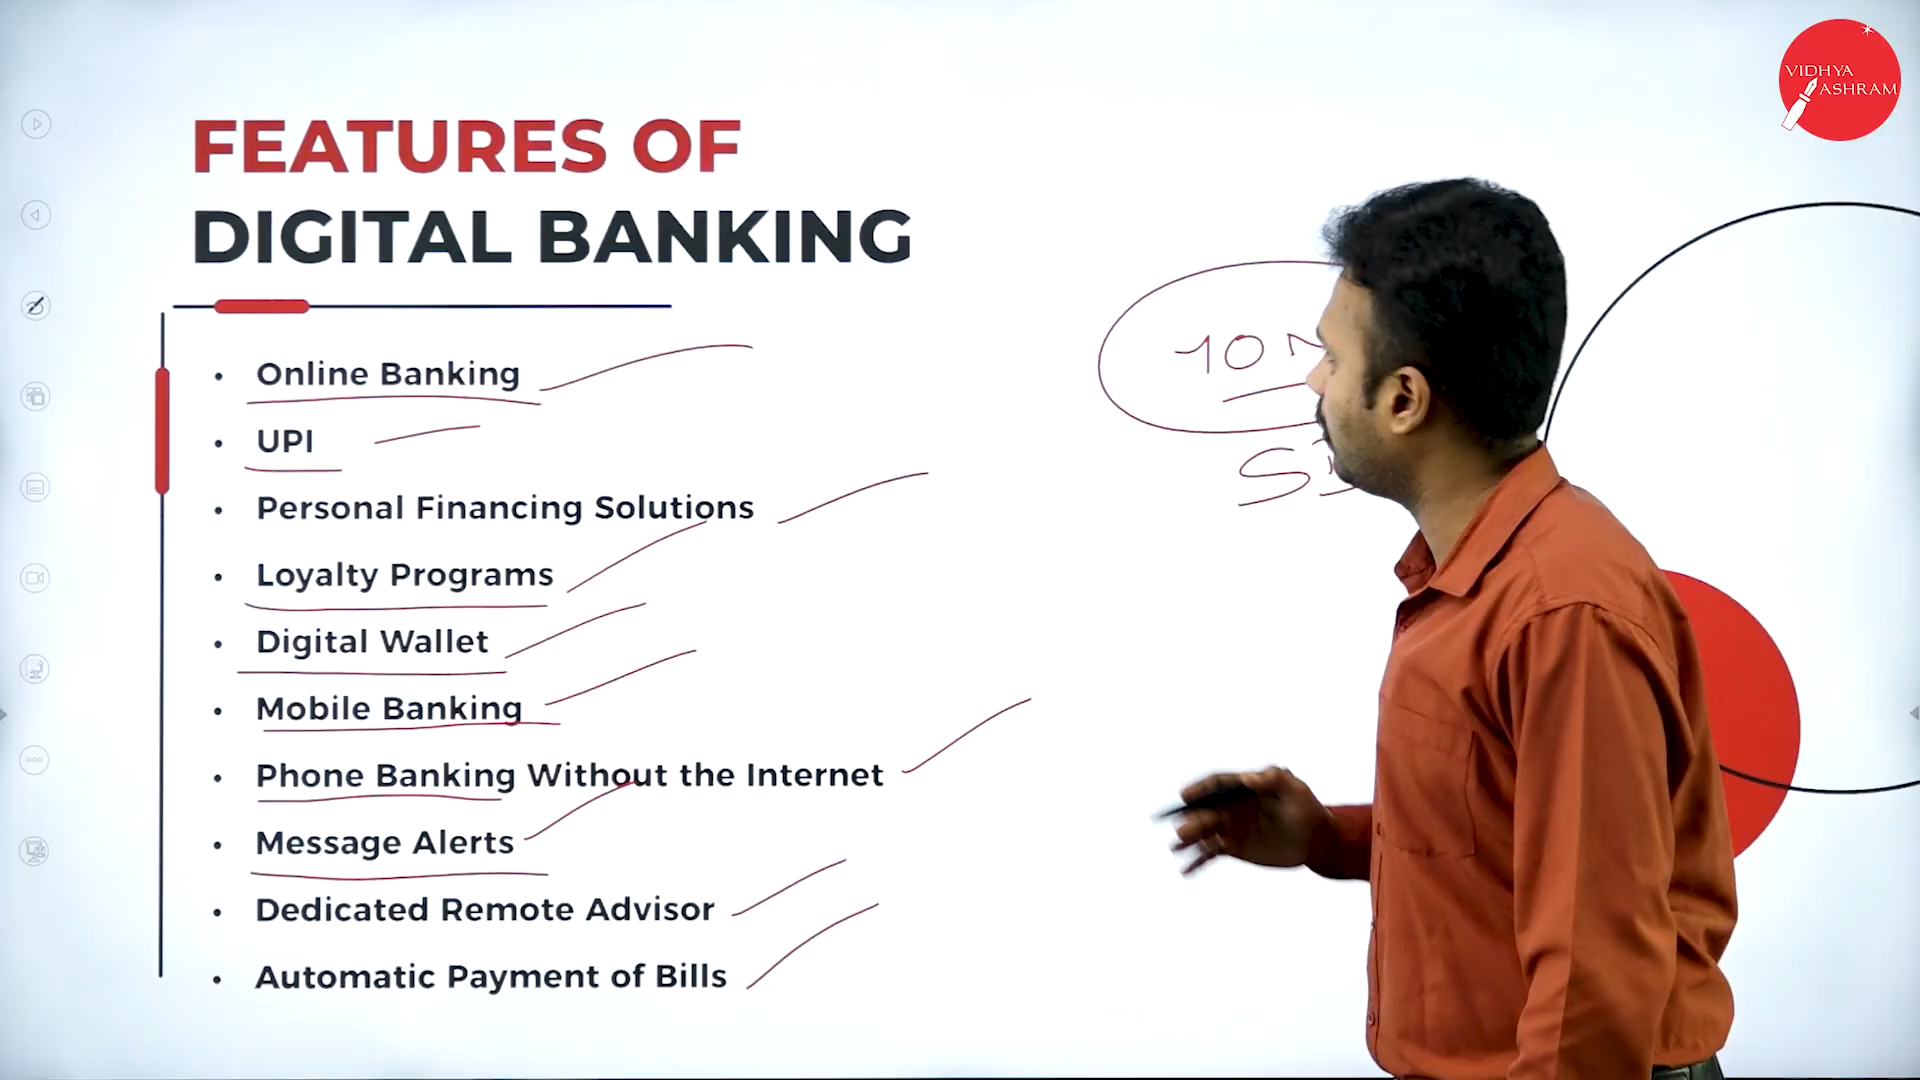 VIDHYA
ASHRAM
FEATURES OF
DIGITAL BANKING
• Online Banking
• UPI
• Personal Financing Solutions
• Loyalty Programs
• Digital Wallet
• Mobile Banking
• Phone Banking Without the Internet
• Message Alerts
• Dedicated Remote Advisor
• Automatic Payment of Bills
10